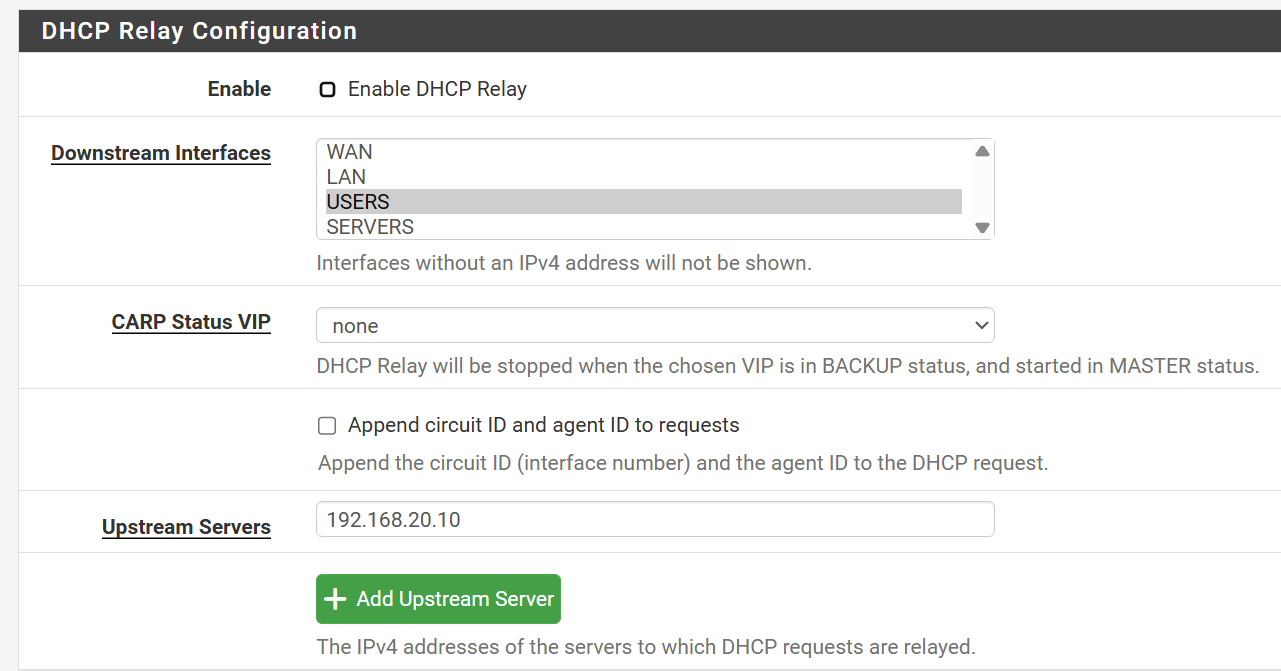 DHCP Relay Configuration
Enable Enable DHCP Relay
Downstream Interfaces WAN
LAN
USERS
SERVERS
Interfaces without an IPv4 address will not be shown.
CARP Status VIP none
DHCP Relay will be stopped when the chosen VIP is in BACKUP status, and started in MASTER status.
Append circuit ID and agent ID to requests
Append the circuit ID (interface number) and the agent ID to the DHCP request.
Upstream Servers 192.168.20.10
Add Upstream Server
The IPv4 addresses of the servers to which DHCP requests are relayed.